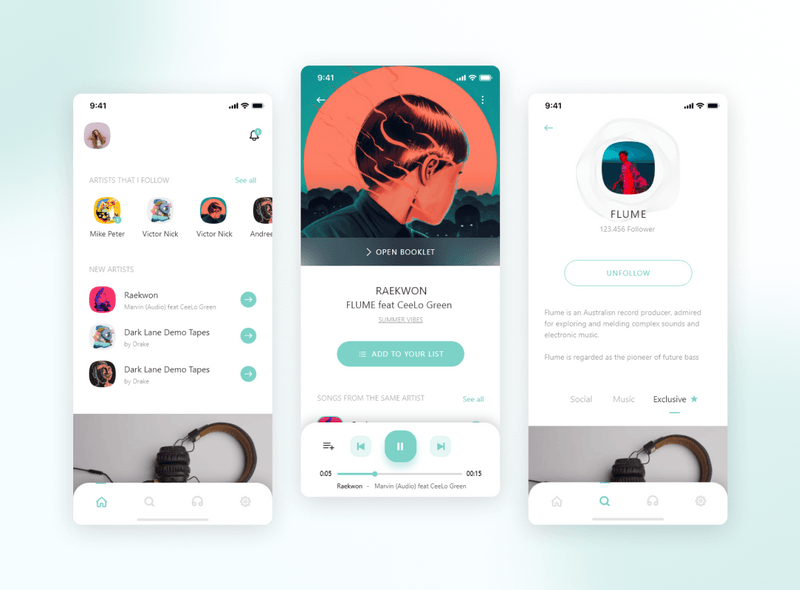 9:41
ARTISTS THAT I FOLLOW
See all
Mike Peter
Victor Nick
Victor Nick
Andree
NEW ARTISTS
Raekwon
Marvin (Audio) feat CeeLo Green
Dark Lane Demo Tapes
by Drake
Dark Lane Demo Tapes
by Drake
9:41
OPEN BOOKLET
RAEKWON
FLUME feat CeeLo Green
SUMMER VIBES
ADD TO YOUR LIST
SONGS FROM THE SAME ARTIST
See all
0:05
00:15
Raekwon - Marvin (Audio) feat CeeLo Green
9:41
FLUME
123.456 Follower
UNFOLLOW
Flume is an Australisn record producer, admired
for exploring and melding complex sounds and
electronic music.
Flume is regarded as the pioneer of future bass
Social
Music
Exclusive